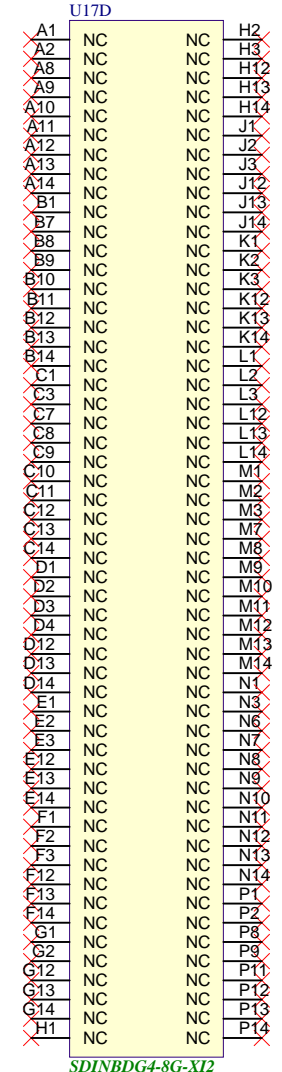 U17D
A1 NC NC H2
A2 NC NC H3
A8 NC NC H12
A9 NC NC H13
A10 NC NC H14
A11 NC NC J1
A12 NC NC J2
A13 NC NC J3
A14 NC NC J12
B1 NC NC J13
B7 NC NC J14
B8 NC NC K1
B9 NC NC K2
B10 NC NC K3
B11 NC NC K12
B12 NC NC K13
B13 NC NC K14
B14 NC NC L1
C1 NC NC L2
C3 NC NC L3
C7 NC NC L12
C8 NC NC L13
C9 NC NC L14
C10 NC NC M1
C11 NC NC M2
C12 NC NC M3
C13 NC NC M7
C14 NC NC M8
D1 NC NC M9
D2 NC NC M10
D3 NC NC M11
D4 NC NC M12
D12 NC NC M13
D13 NC NC M14
D14 NC NC N1
E1 NC NC N3
E2 NC NC N6
E3 NC NC N7
E12 NC NC N8
E13 NC NC N9
E14 NC NC N10
F1 NC NC N11
F2 NC NC N12
F3 NC NC N13
F12 NC NC N14
F13 NC NC P1
F14 NC NC P2
G1 NC NC P8
G2 NC NC P9
G12 NC NC P11
G13 NC NC P12
G14 NC NC P13
H1 NC NC P14
SDINBDG4-8G-XI2